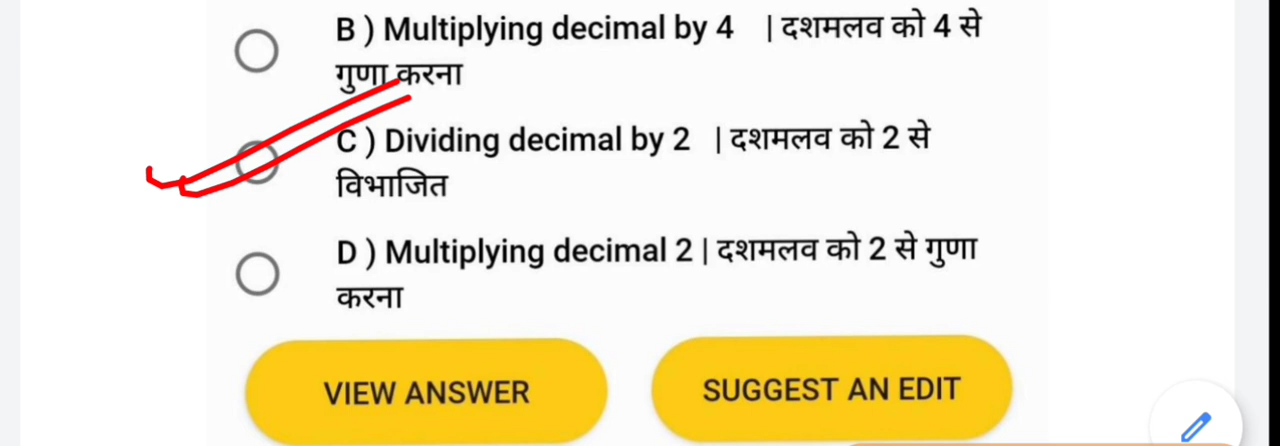 B ) Multiplying decimal by 4 | दशमलव को 4 से
गुणा करना
C ) Dividing decimal by 2 | दशमलव को 2 से
विभाजित
D ) Multiplying decimal 2 | दशमलव को 2 से गुणा
करना
VIEW ANSWER
SUGGEST AN EDIT